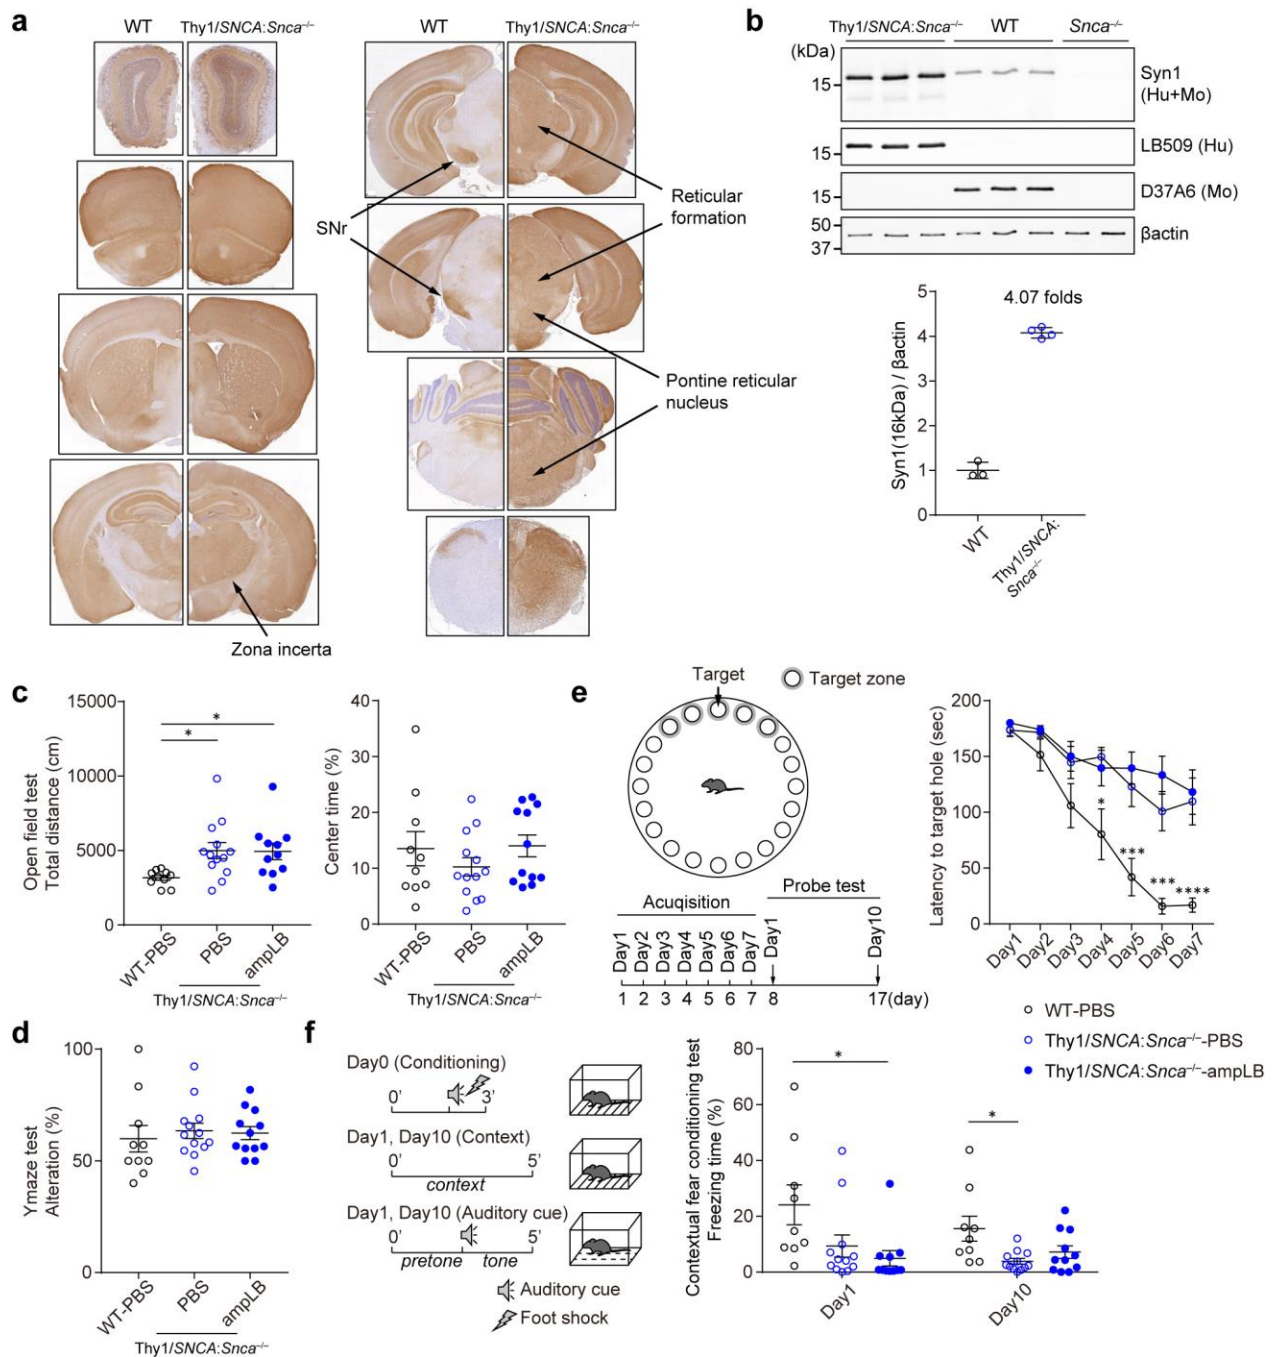 a
WT
Thy1/SNCA:Snca–/–
WT
Thy1/SNCA:Snca–/–
SNr
Reticular
formation
Pontine reticular
nucleus
Zona incerta
b
Thy1/SNCA:Snca–/–
WT
Snca–/–
(kDa)
15
Syn1
(Hu+Mo)
15
LB509 (Hu)
15
D37A6 (Mo)
50
37
βactin
Syn1(16kDa) / βactin
5
4
3
2
1
0
4.07 folds
WT
Thy1/SNCA:
Snca–/–
c
Open field test
Total distance (cm)
15000
10000
5000
0
*
*
WT-PBS
PBS
ampLB
Thy1/SNCA:Snca–/–
Center time (%)
40
30
20
10
0
WT-PBS
PBS
ampLB
Thy1/SNCA:Snca–/–
d
Ymaze test
Alteration (%)
100
50
0
WT-PBS
PBS
ampLB
Thy1/SNCA:Snca–/–
e
Target
Target zone
Acuqisition
Probe test
Day1
Day2
Day3
Day4
Day5
Day6
Day7
Day1
Day10
1 2 3 4 5 6 7 8 17(day)
Latency to target hole (sec)
200
150
100
50
0
*
***
***
****
Day1
Day2
Day3
Day4
Day5
Day6
Day7
WT-PBS
Thy1/SNCA:Snca–/–-PBS
Thy1/SNCA:Snca–/–-ampLB
f
Day0 (Conditioning)
0’ 3’
Day1, Day10 (Context)
0’ 5’
context
Day1, Day10 (Auditory cue)
0’ 5’
pretone tone
Auditory cue
Foot shock
Contextual fear conditioning test
Freezing time (%)
80
60
40
20
0
*
*
Day1
Day10